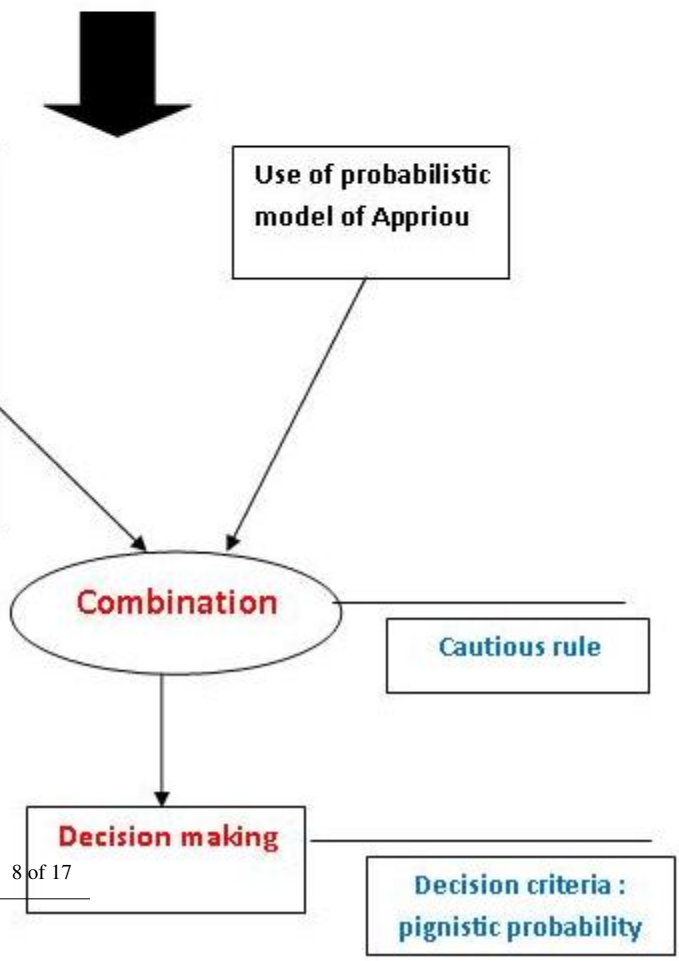 Use of probabilistic
model of Appriou
Combination
Cautious rule
Decision making
8 of 17
Decision criteria :
pignistic probability